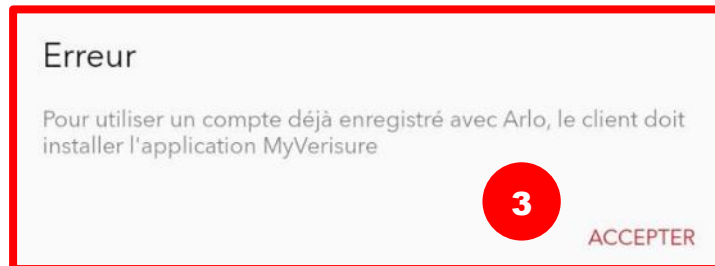 Erreur
Pour utiliser un compte déjà enregistré avec Arlo, le client doit
installer l'application MyVerisure
3
ACCEPTER